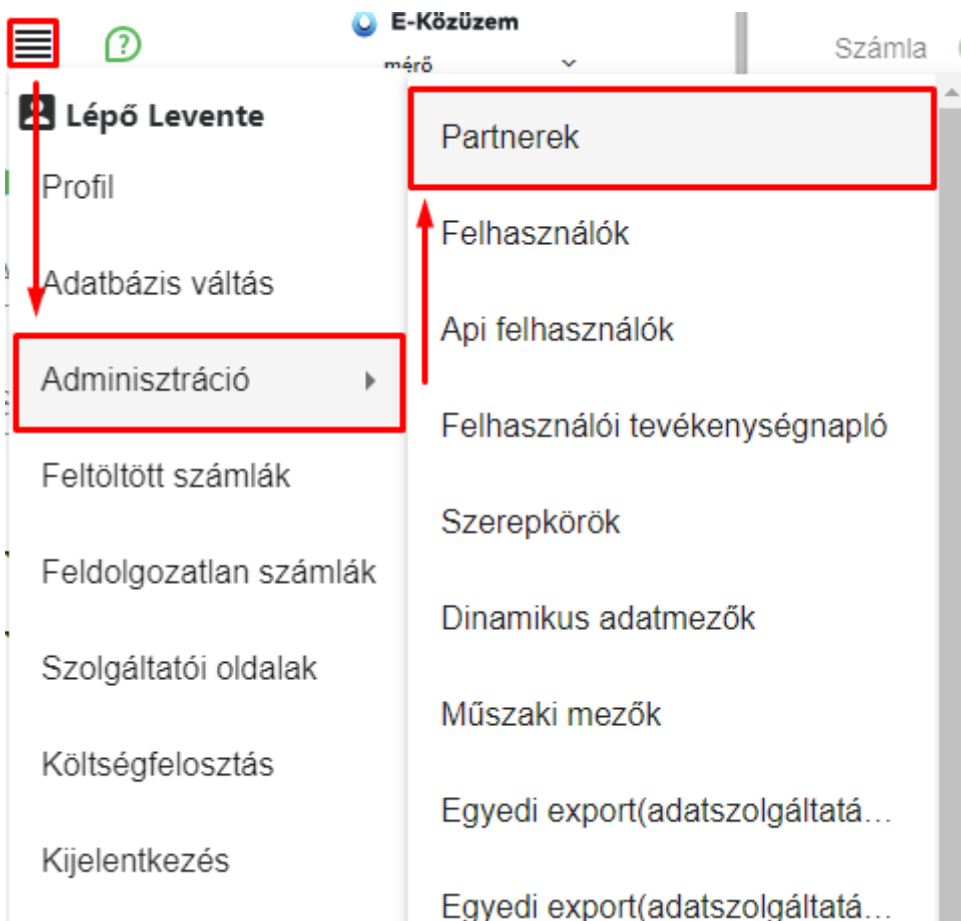 E-Közüzem
mérő
Számla
Lépő Levente
Profil
Adatbázis váltás
Adminisztráció
Feltöltött számlák
Feldolgozatlan számlák
Szolgáltatói oldalak
Költségfelosztás
Kijelentkezés
Partnerek
Felhasználók
Api felhasználók
Felhasználói tevékenységnapló
Szerepkörök
Dinamikus adatmezők
Műszaki mezők
Egyedi export(adatszolgáltatá...
Egyedi export(adatszolgáltatá...